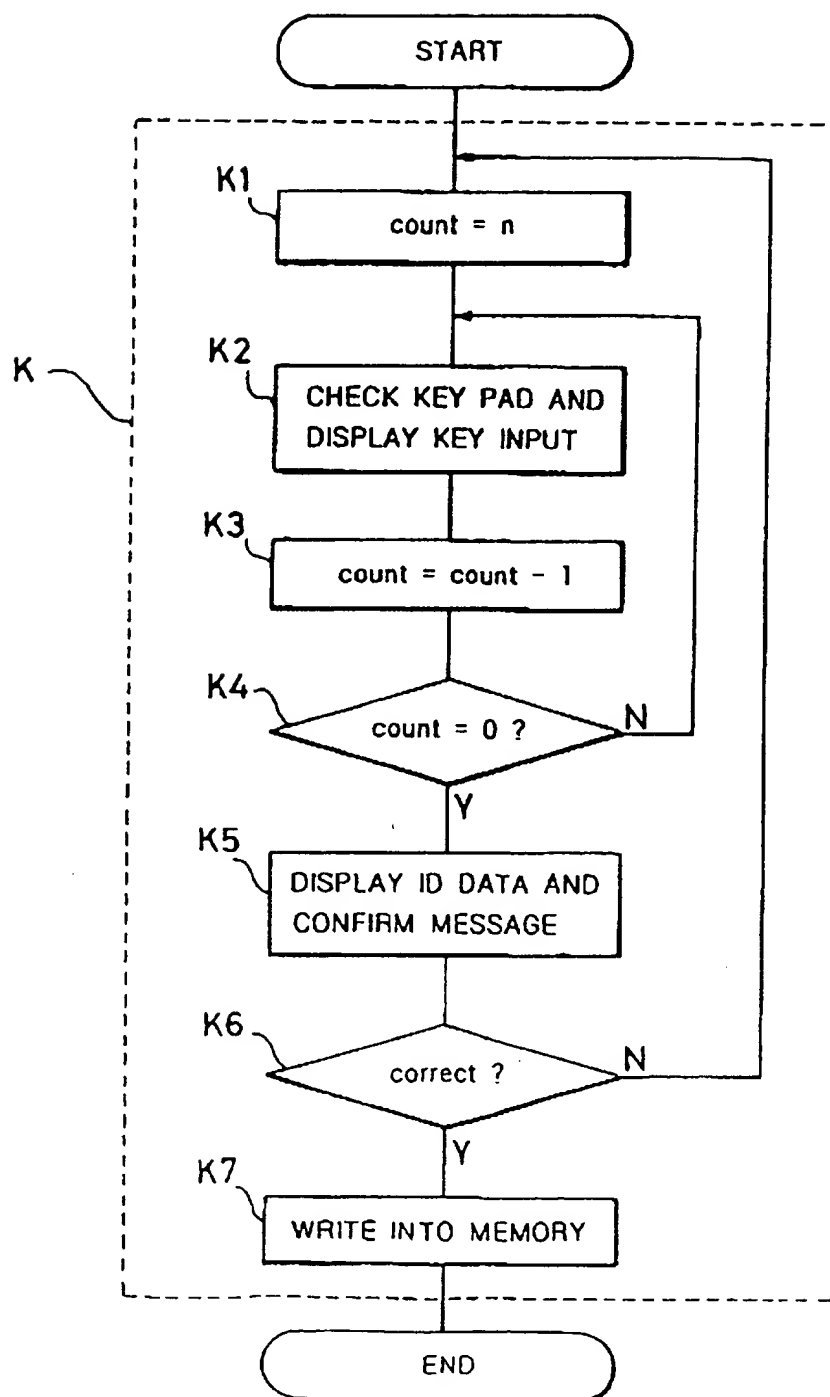 START
K1
count = n
K
K2
CHECK KEY PAD AND
DISPLAY KEY INPUT
K3
count = count - 1
K4
count = 0 ?
N
Y
K5
DISPLAY ID DATA AND
CONFIRM MESSAGE
K6
correct ?
N
Y
K7
WRITE INTO MEMORY
END